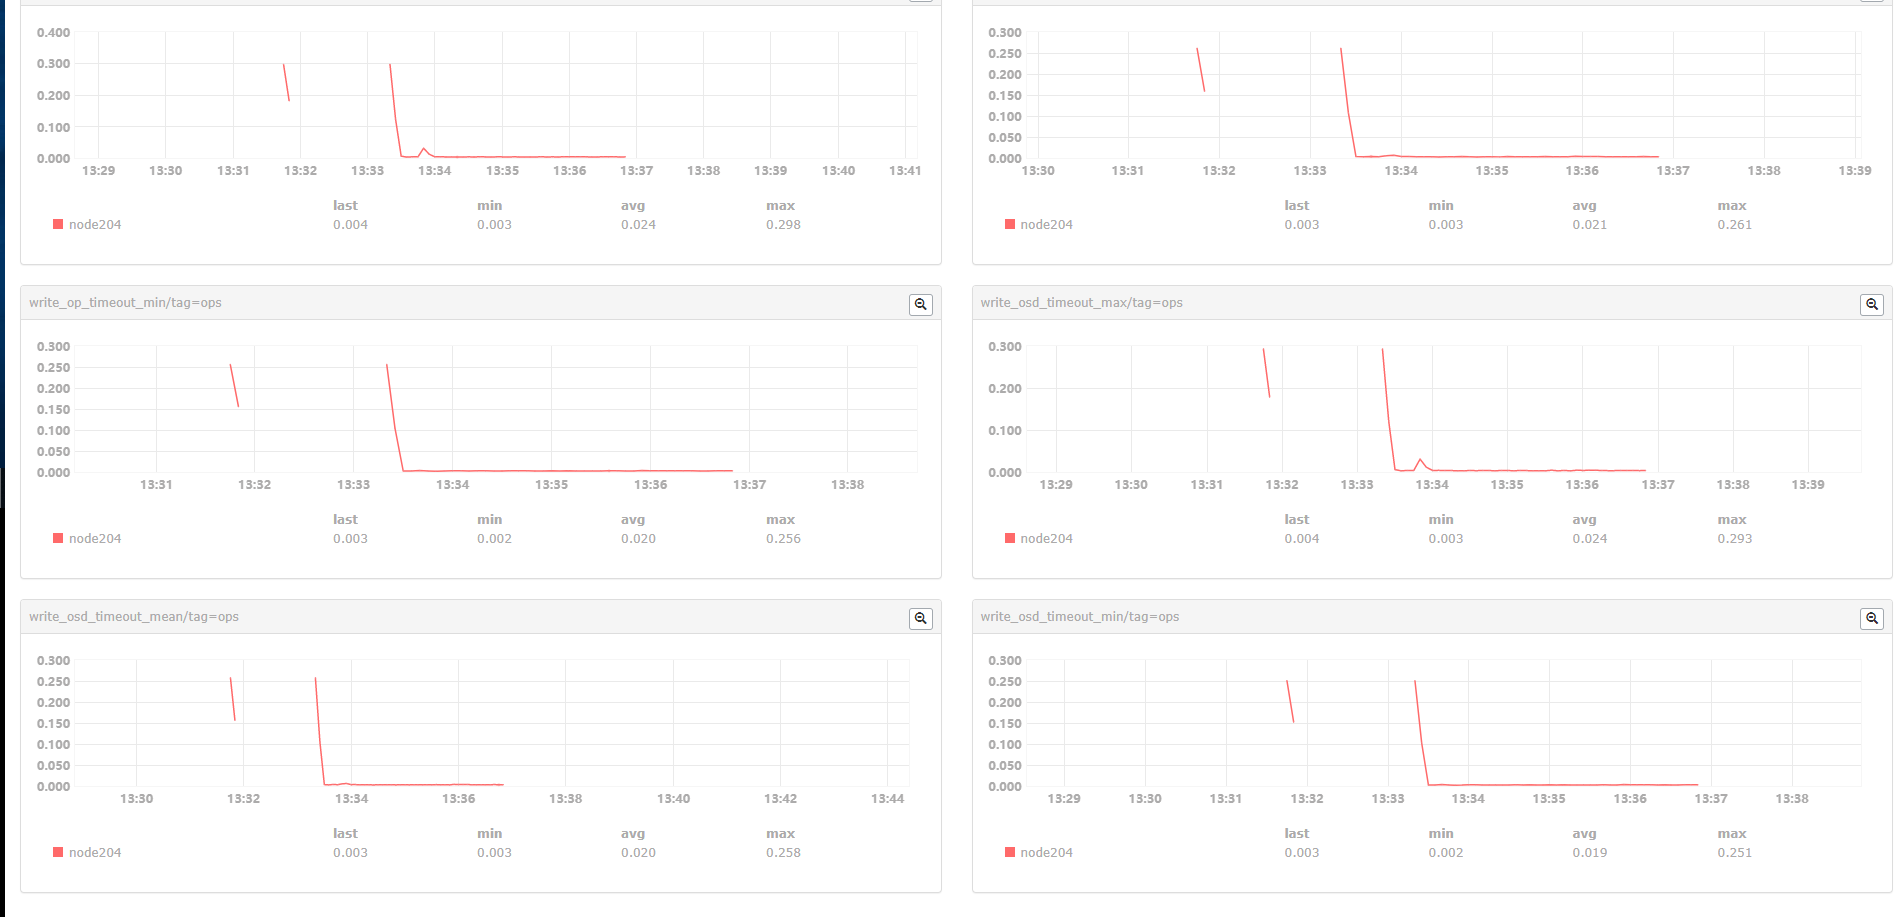 0.400
0.300
0.200
0.100
0.000
13:29 13:30 13:31 13:32 13:33 13:34 13:35 13:36 13:37 13:38 13:39 13:40 13:41
last min avg max
node204 0.004 0.003 0.024 0.298
0.300
0.250
0.200
0.150
0.100
0.050
0.000
13:30 13:31 13:32 13:33 13:34 13:35 13:36 13:37 13:38 13:39
last min avg max
node204 0.003 0.003 0.021 0.261
write_op_timeout_min/tag=ops
0.300
0.250
0.200
0.150
0.100
0.050
0.000
13:31 13:32 13:33 13:34 13:35 13:36 13:37 13:38
last min avg max
node204 0.003 0.002 0.020 0.256
write_osd_timeout_max/tag=ops
0.300
0.200
0.100
0.000
13:29 13:30 13:31 13:32 13:33 13:34 13:35 13:36 13:37 13:38 13:39
last min avg max
node204 0.004 0.003 0.024 0.293
write_osd_timeout_mean/tag=ops
0.300
0.250
0.200
0.150
0.100
0.050
0.000
13:30 13:32 13:34 13:36 13:38 13:40 13:42 13:44
last min avg max
node204 0.003 0.003 0.020 0.258
write_osd_timeout_min/tag=ops
0.300
0.250
0.200
0.150
0.100
0.050
0.000
13:29 13:30 13:31 13:32 13:33 13:34 13:35 13:36 13:37 13:38
last min avg max
node204 0.003 0.002 0.019 0.251